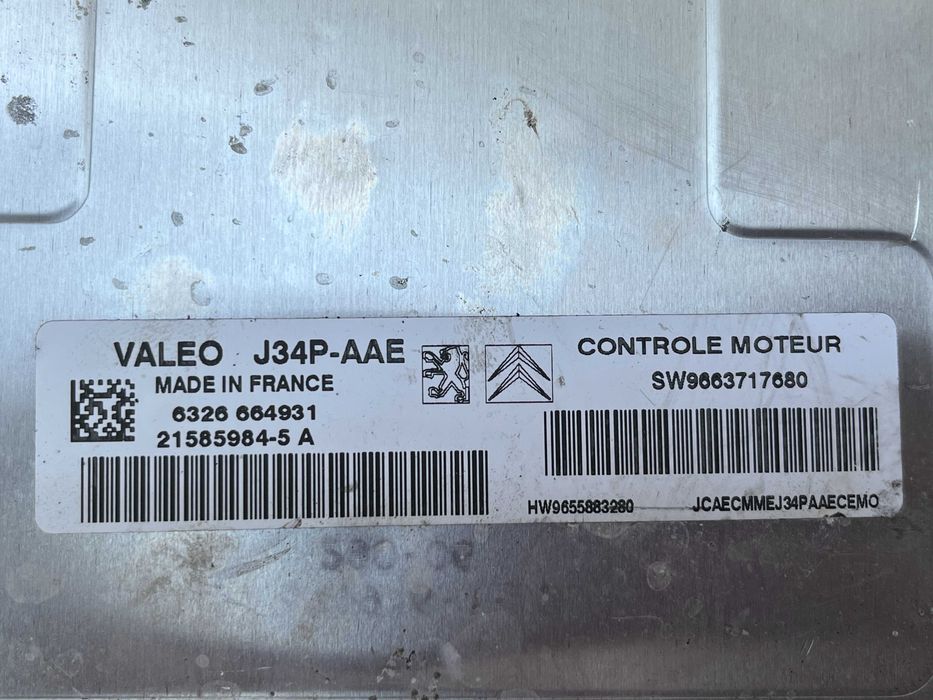 VALEO J34P-AAE
MADE IN FRANCE
6326 664931
21585984-5 A
CONTROLE MOTEUR
SW9663717680
HW9655883280
JCAECMMEJ34PAAECEMO